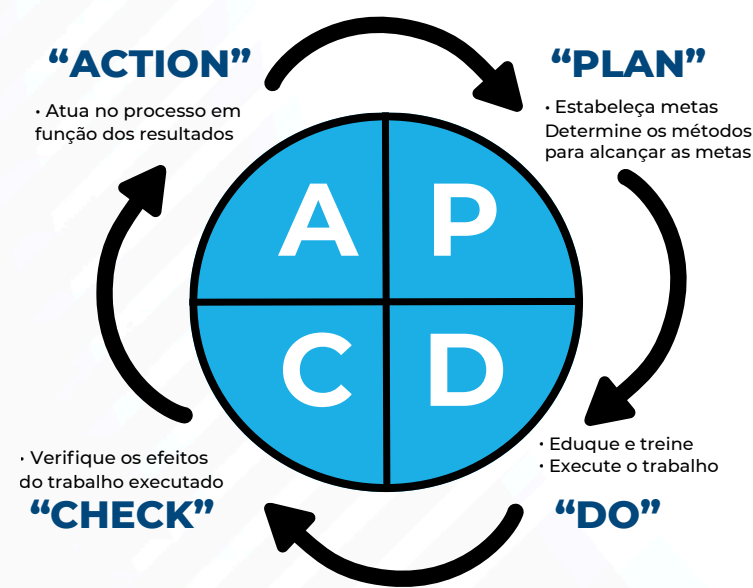 “ACTION”
• Atua no processo em
função dos resultados
“PLAN”
• Estabeleça metas
Determine os métodos
para alcançar as metas
A P
C D
• Verifique os efeitos
do trabalho executado
“CHECK”
• Eduque e treine
• Execute o trabalho
“DO”